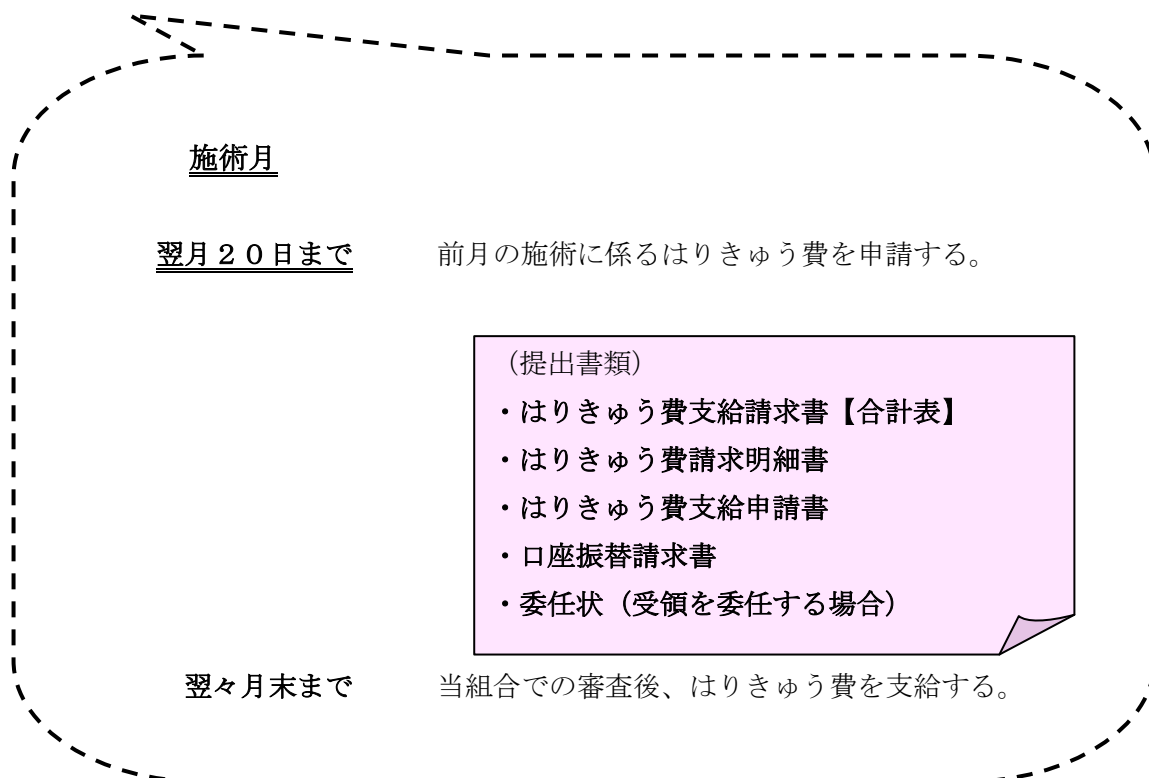 施術月
翌月20日まで　前月の施術に係るはりきゅう費を申請する。
（提出書類）
・はりきゅう費支給請求書【合計表】
・はりきゅう費請求明細書
・はりきゅう費支給申請書
・口座振替請求書
・委任状（受領を委任する場合）
翌々月末まで　当組合での審査後、はりきゅう費を支給する。